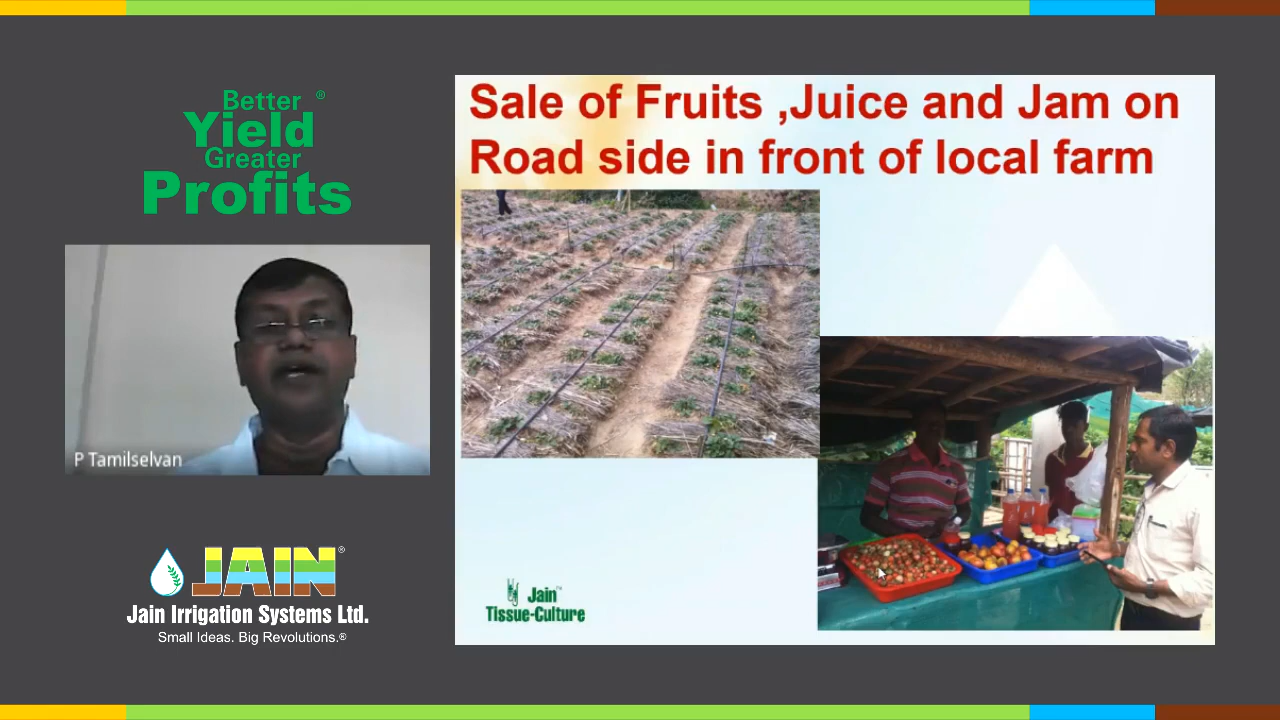 Better ®
Yield
Greater
Profits
P Tamilselvan
JAIN®
Jain Irrigation Systems Ltd.
Small Ideas. Big Revolutions.®
Sale of Fruits ,Juice and Jam on
Road side in front of local farm
Jain™
Tissue-Culture